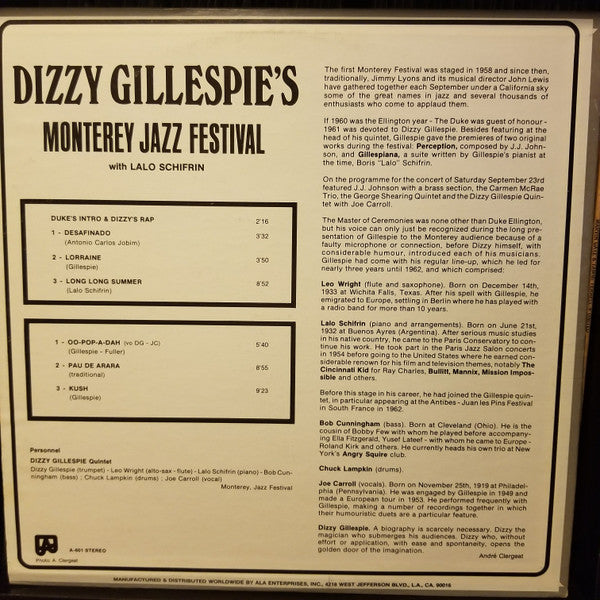 DIZZY GILLESPIE'S
MONTEREY JAZZ FESTIVAL
with LALO SCHIFRIN
DUKE'S INTRO & DIZZY'S RAP 2'16
1 - DESAFINADO 3'32
(Antonio Carlos Jobim)
2 - LORRAINE 3'50
(Gillespie)
3 - LONG LONG SUMMER 8'52
(Lalo Schifrin)
1 - OO-POP-A-DAH (vo DG - JC) 5'40
(Gillespie - Fuller)
2 - PAU DE ARARA 8'55
(traditional)
3 - KUSH 9'23
(Gillespie)
Personnel
DIZZY GILLESPIE Quintet
Dizzy Gillespie (trumpet) - Leo Wright (alto-sax - flute) - Lalo Schifrin (piano) - Bob Cun-
ningham (bass) ; Chuck Lampkin (drums) ; Joe Carroll (vocal)
Monterey, Jazz Festival
A-601 STEREO
Photo: A. Clergeat
The first Monterey Festival was staged in 1958 and since then,
traditionally, Jimmy Lyons and its musical director John Lewis
have gathered together each September under a California sky
some of the great names in jazz and several thousands of
enthusiasts who come to applaud them.
If 1960 was the Ellington year - The Duke was guest of honour -
1961 was devoted to Dizzy Gillespie. Besides featuring at the
head of his quintet, Gillespie gave the premieres of two original
works during the festival: Perception, composed by J.J. John-
son, and Gillespiana, a suite written by Gillespie's pianist at
the time, Boris "Lalo" Schifrin.
On the programme for the concert of Saturday September 23rd
featured J.J. Johnson with a brass section, the Carmen McRae
Trio, the George Shearing Quintet and the Dizzy Gillespie Quin-
tet with Joe Carroll.
The Master of Ceremonies was none other than Duke Ellington,
but his voice can only just be recognized during the long pre-
sentation of Gillespie to the Monterey audience because of a
faulty microphone or connection, before Dizzy himself, with
considerable humour, introduced each of his musicians.
Gillespie had come with his regular line-up, which he led for
nearly three years until 1962, and which comprised:
Leo Wright (flute and saxophone). Born on December 14th,
1933 at Wichita Falls, Texas. After his spell with Gillespie, he
emigrated to Europe, settling in Berlin where he has played with
a radio band for more than 10 years.
Lalo Schifrin (piano and arrangements). Born on June 21st,
1932 at Buenos Ayres (Argentina). After serious music studies
in his native country, he came to the Paris Conservatory to con-
tinue his work. He took part in the Paris Jazz Salon concerts
in 1954 before going to the United States where he earned con-
siderable renown for his film and television themes, notably The
Cincinnati Kid for Ray Charles, Bullitt, Mannix, Mission Impos-
sible and others.
Before this stage in his career, he had joined the Gillespie quin-
tet, in particular appearing at the Antibes - Juan les Pins Festival
in South France in 1962.
Bob Cunningham (bass). Born at Cleveland (Ohio). He is the
cousin of Bobby Few with whom he played before accompany-
ing Ella Fitzgerald, Yusef Lateef - with whom he came to Europe -
Roland Kirk and others. He currently heads his own trio at New
York's Angry Squire club.
Chuck Lampkin (drums).
Joe Carroll (vocals). Born on November 25th, 1919 at Philadel-
phia (Pennsylvania). He was engaged by Gillespie in 1949 and
made a European tour in 1953. He performed frequently with
Gillespie, making a number of recordings together in which
their humouristic duets are a particular feature.
Dizzy Gillespie. A biography is scarcely necessary. Dizzy the
magician who submerges his audiences. Dizzy who, without
effort or application, with ease and spontaneity, opens the
golden door of the imagination.
André Clergeat
MANUFACTURED & DISTRIBUTED WORLDWIDE BY ALA ENTERPRISES, INC., 4218 WEST JEFFERSON BLVD., L.A., CA. 90016